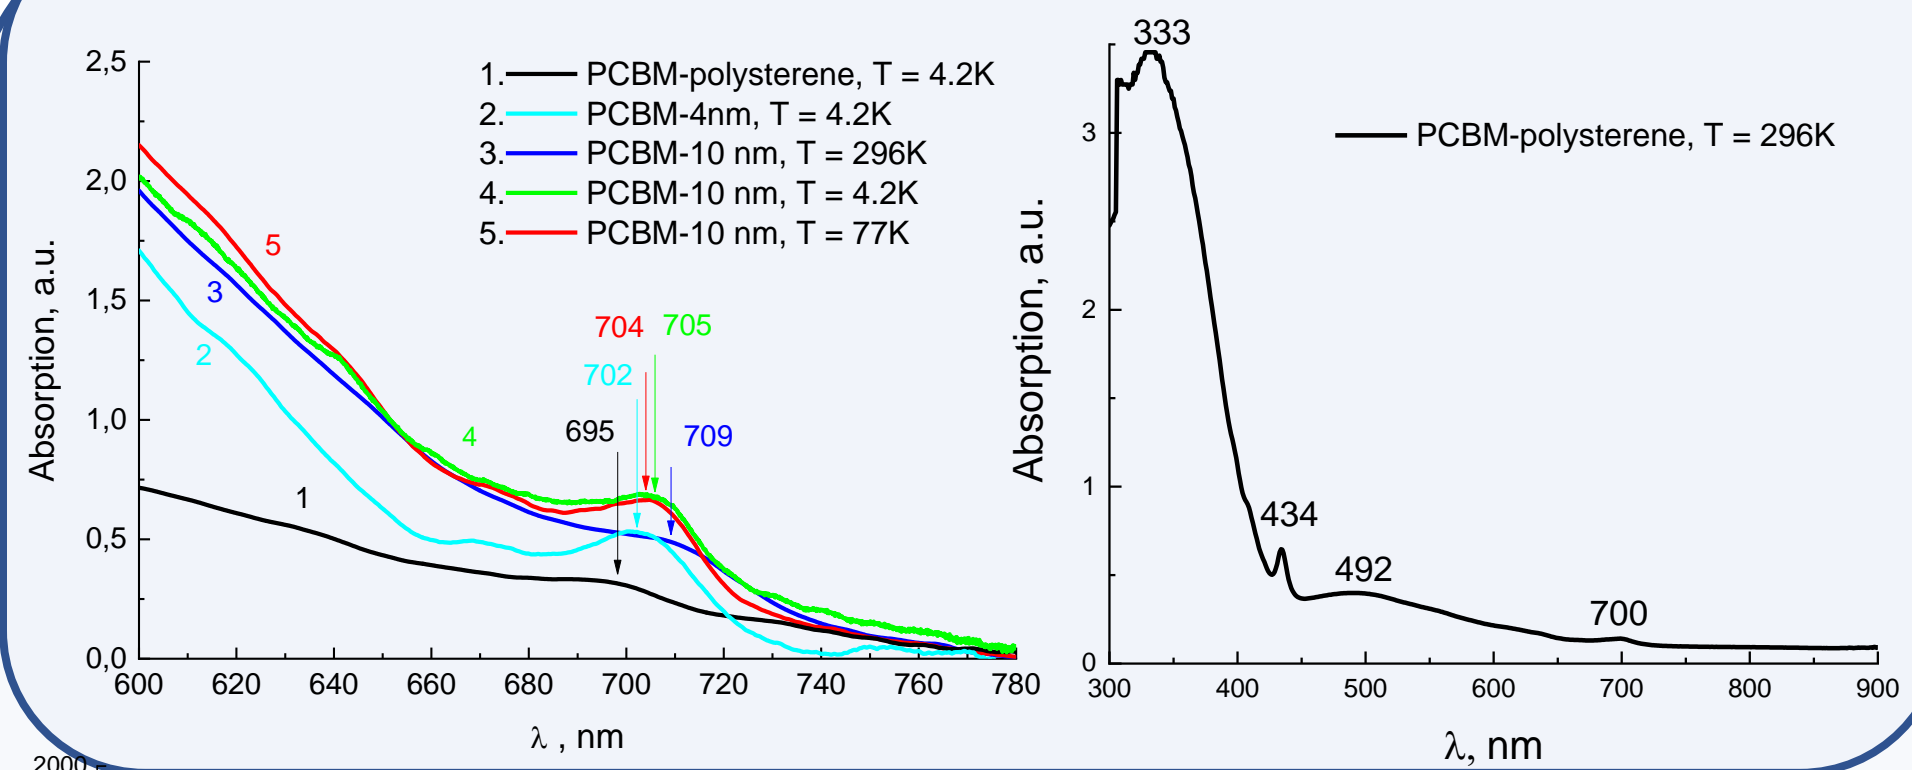 2,5
2,0
1,5
1,0
0,5
0,0
Absorption, a.u.
600 620 640 660 680 700 720 740 760 780
λ , nm
1. PCBM-polysterene, T = 4.2K
2. PCBM-4nm, T = 4.2K
3. PCBM-10 nm, T = 296K
4. PCBM-10 nm, T = 4.2K
5. PCBM-10 nm, T = 77K
5
3
2
4
1
704 705
702
695 709
333
PCBM-polysterene, T = 296K
3
2
1
0
Absorption, a.u.
434
492
700
300 400 500 600 700 800 900
λ, nm
2000